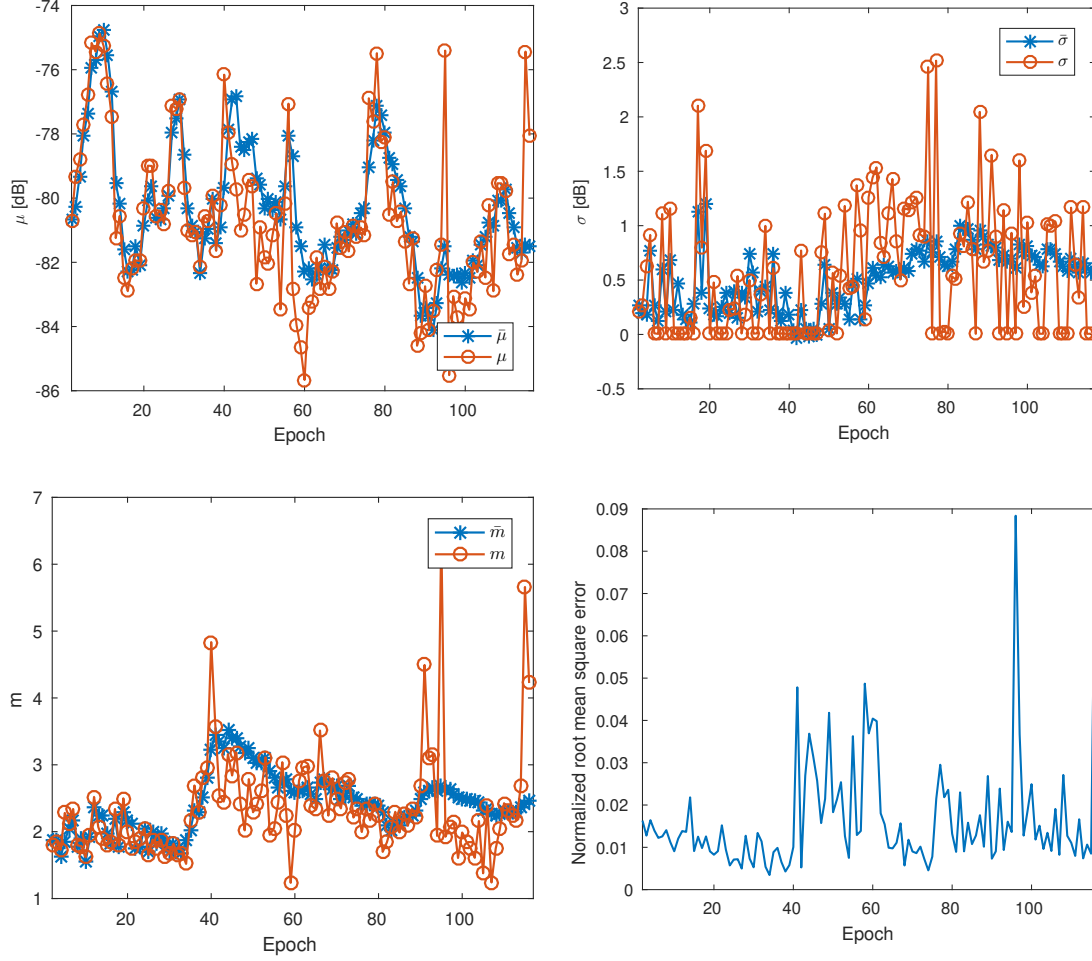 -74
-76
-78
-80
-82
-84
-86
μ [dB]
μ̄
μ
20 40 60 80 100
Epoch
3
2.5
2
1.5
1
0.5
0
-0.5
σ [dB]
σ̄
σ
20 40 60 80 100
Epoch
7
6
5
4
3
2
1
m
m̄
m
20 40 60 80 100
Epoch
0.09
0.08
0.07
0.06
0.05
0.04
0.03
0.02
0.01
0
Normalized root mean square error
20 40 60 80 100
Epoch